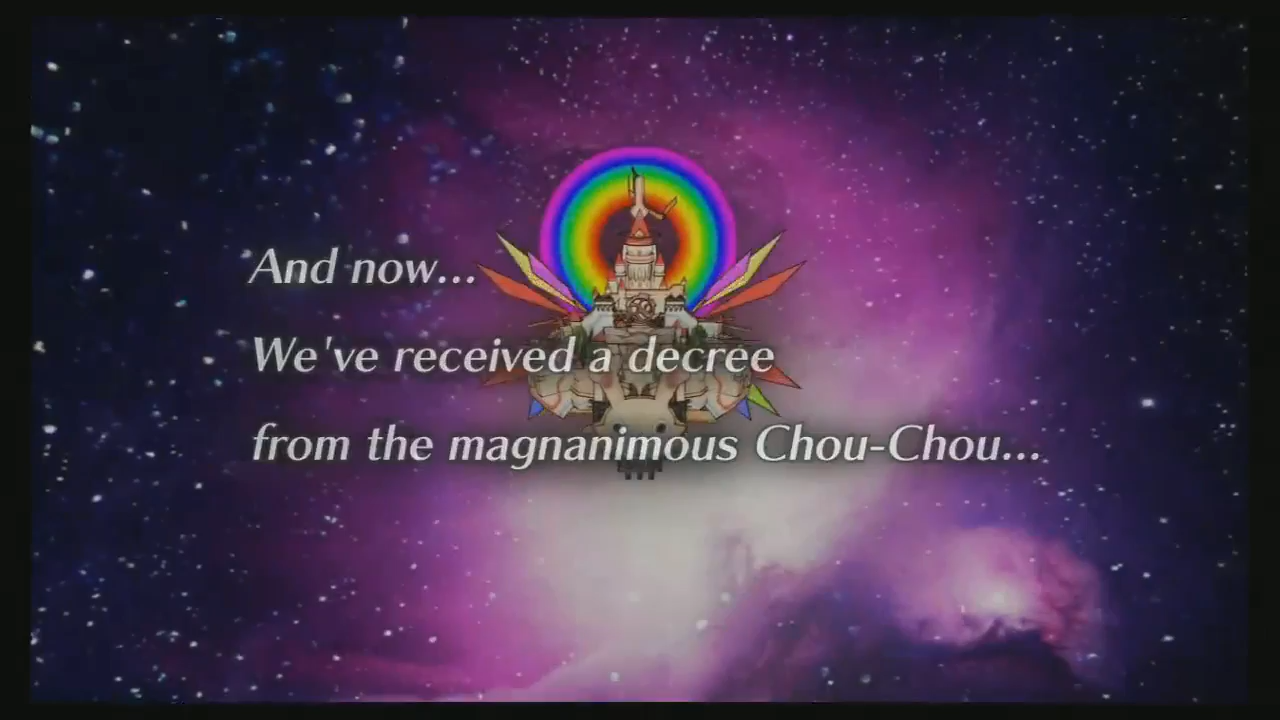 And now...
We've received a decree
from the magnanimous Chou-Chou...